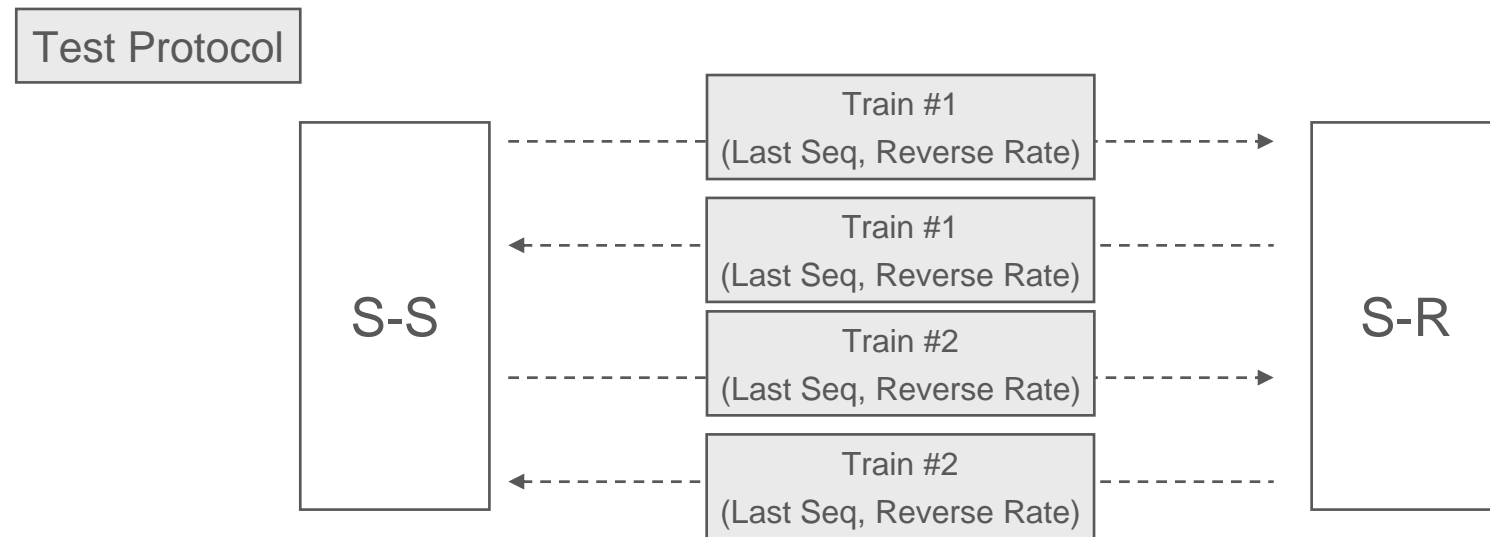 Test Protocol
Train #1
(Last Seq, Reverse Rate)
Train #1
(Last Seq, Reverse Rate)
S-S
S-R
Train #2
(Last Seq, Reverse Rate)
Train #2
(Last Seq, Reverse Rate)